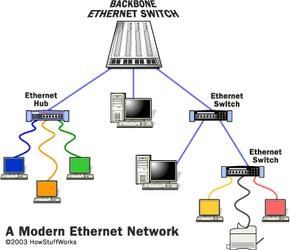 BACKBONE
ETHERNET SWITCH
Ethernet
Hub
Ethernet
Switch
Ethernet
Switch
A Modern Ethernet Network
©2003 HowStuffWorks